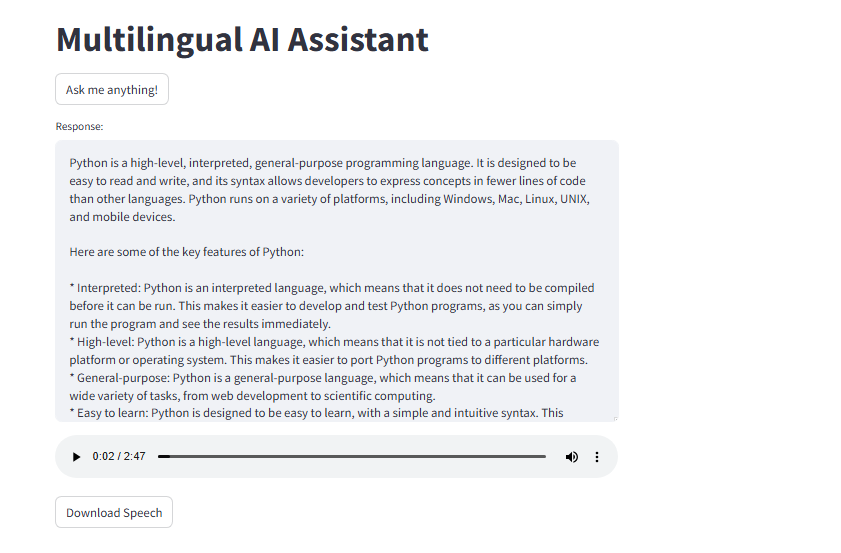 Multilingual AI Assistant
Ask me anything!
Response:
Python is a high-level, interpreted, general-purpose programming language. It is designed to be
easy to read and write, and its syntax allows developers to express concepts in fewer lines of code
than other languages. Python runs on a variety of platforms, including Windows, Mac, Linux, UNIX,
and mobile devices.
Here are some of the key features of Python:
* Interpreted: Python is an interpreted language, which means that it does not need to be compiled
before it can be run. This makes it easier to develop and test Python programs, as you can simply
run the program and see the results immediately.
* High-level: Python is a high-level language, which means that it is not tied to a particular hardware
platform or operating system. This makes it easier to port Python programs to different platforms.
* General-purpose: Python is a general-purpose language, which means that it can be used for a
wide variety of tasks, from web development to scientific computing.
* Easy to learn: Python is designed to be easy to learn, with a simple and intuitive syntax. This
0:02 / 2:47
Download Speech